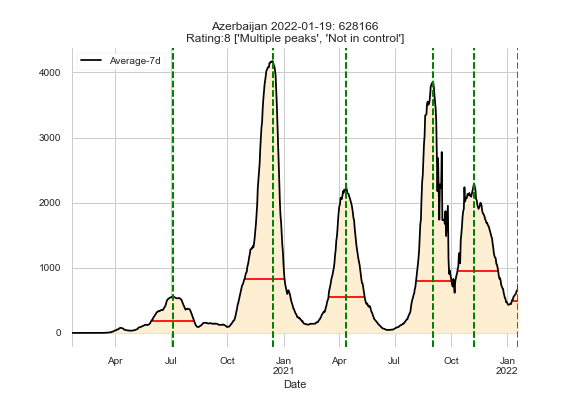 Azerbaijan 2022-01-19: 628166
Rating:8 ['Multiple peaks', 'Not in control']
Average-7d
4000
3000
2000
1000
0
Apr Jul Oct Jan Apr Jul Oct Jan
2021 2022
Date